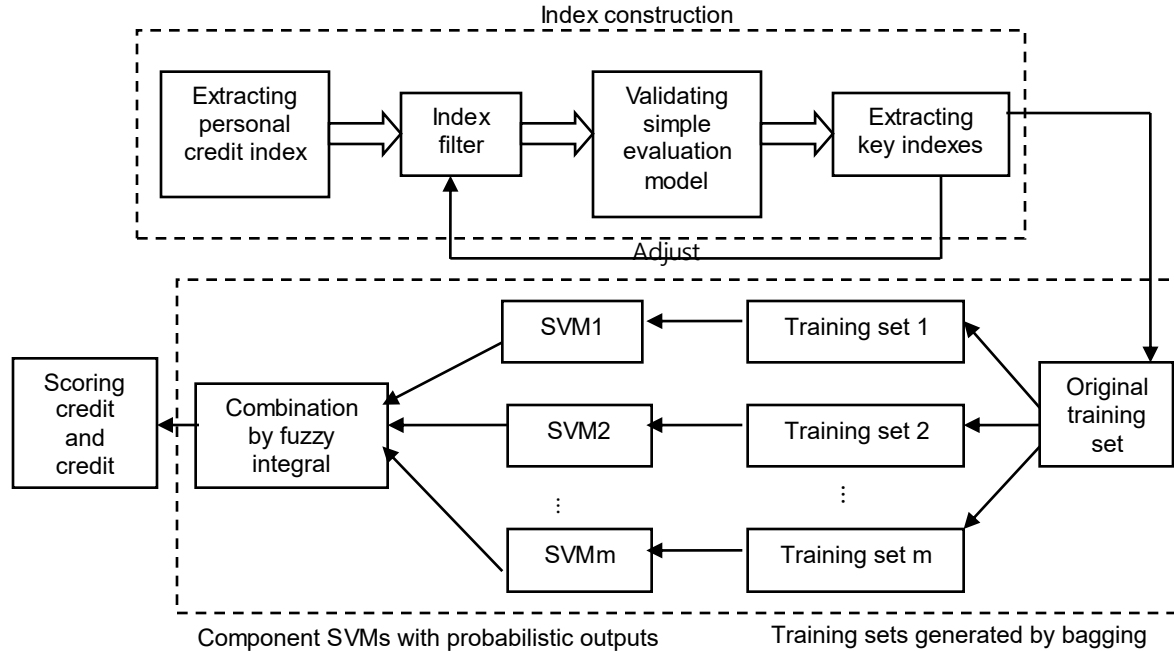 Index construction
Extracting
personal
credit index
Index
filter
Validating
simple
evaluation
model
Extracting
key indexes
Adjust
SVM1
Training set 1
Scoring
credit
and
credit
Combination
by fuzzy
integral
SVM2
Training set 2
Original
training
set
...
...
SVMm
Training set m
Component SVMs with probabilistic outputs
Training sets generated by bagging